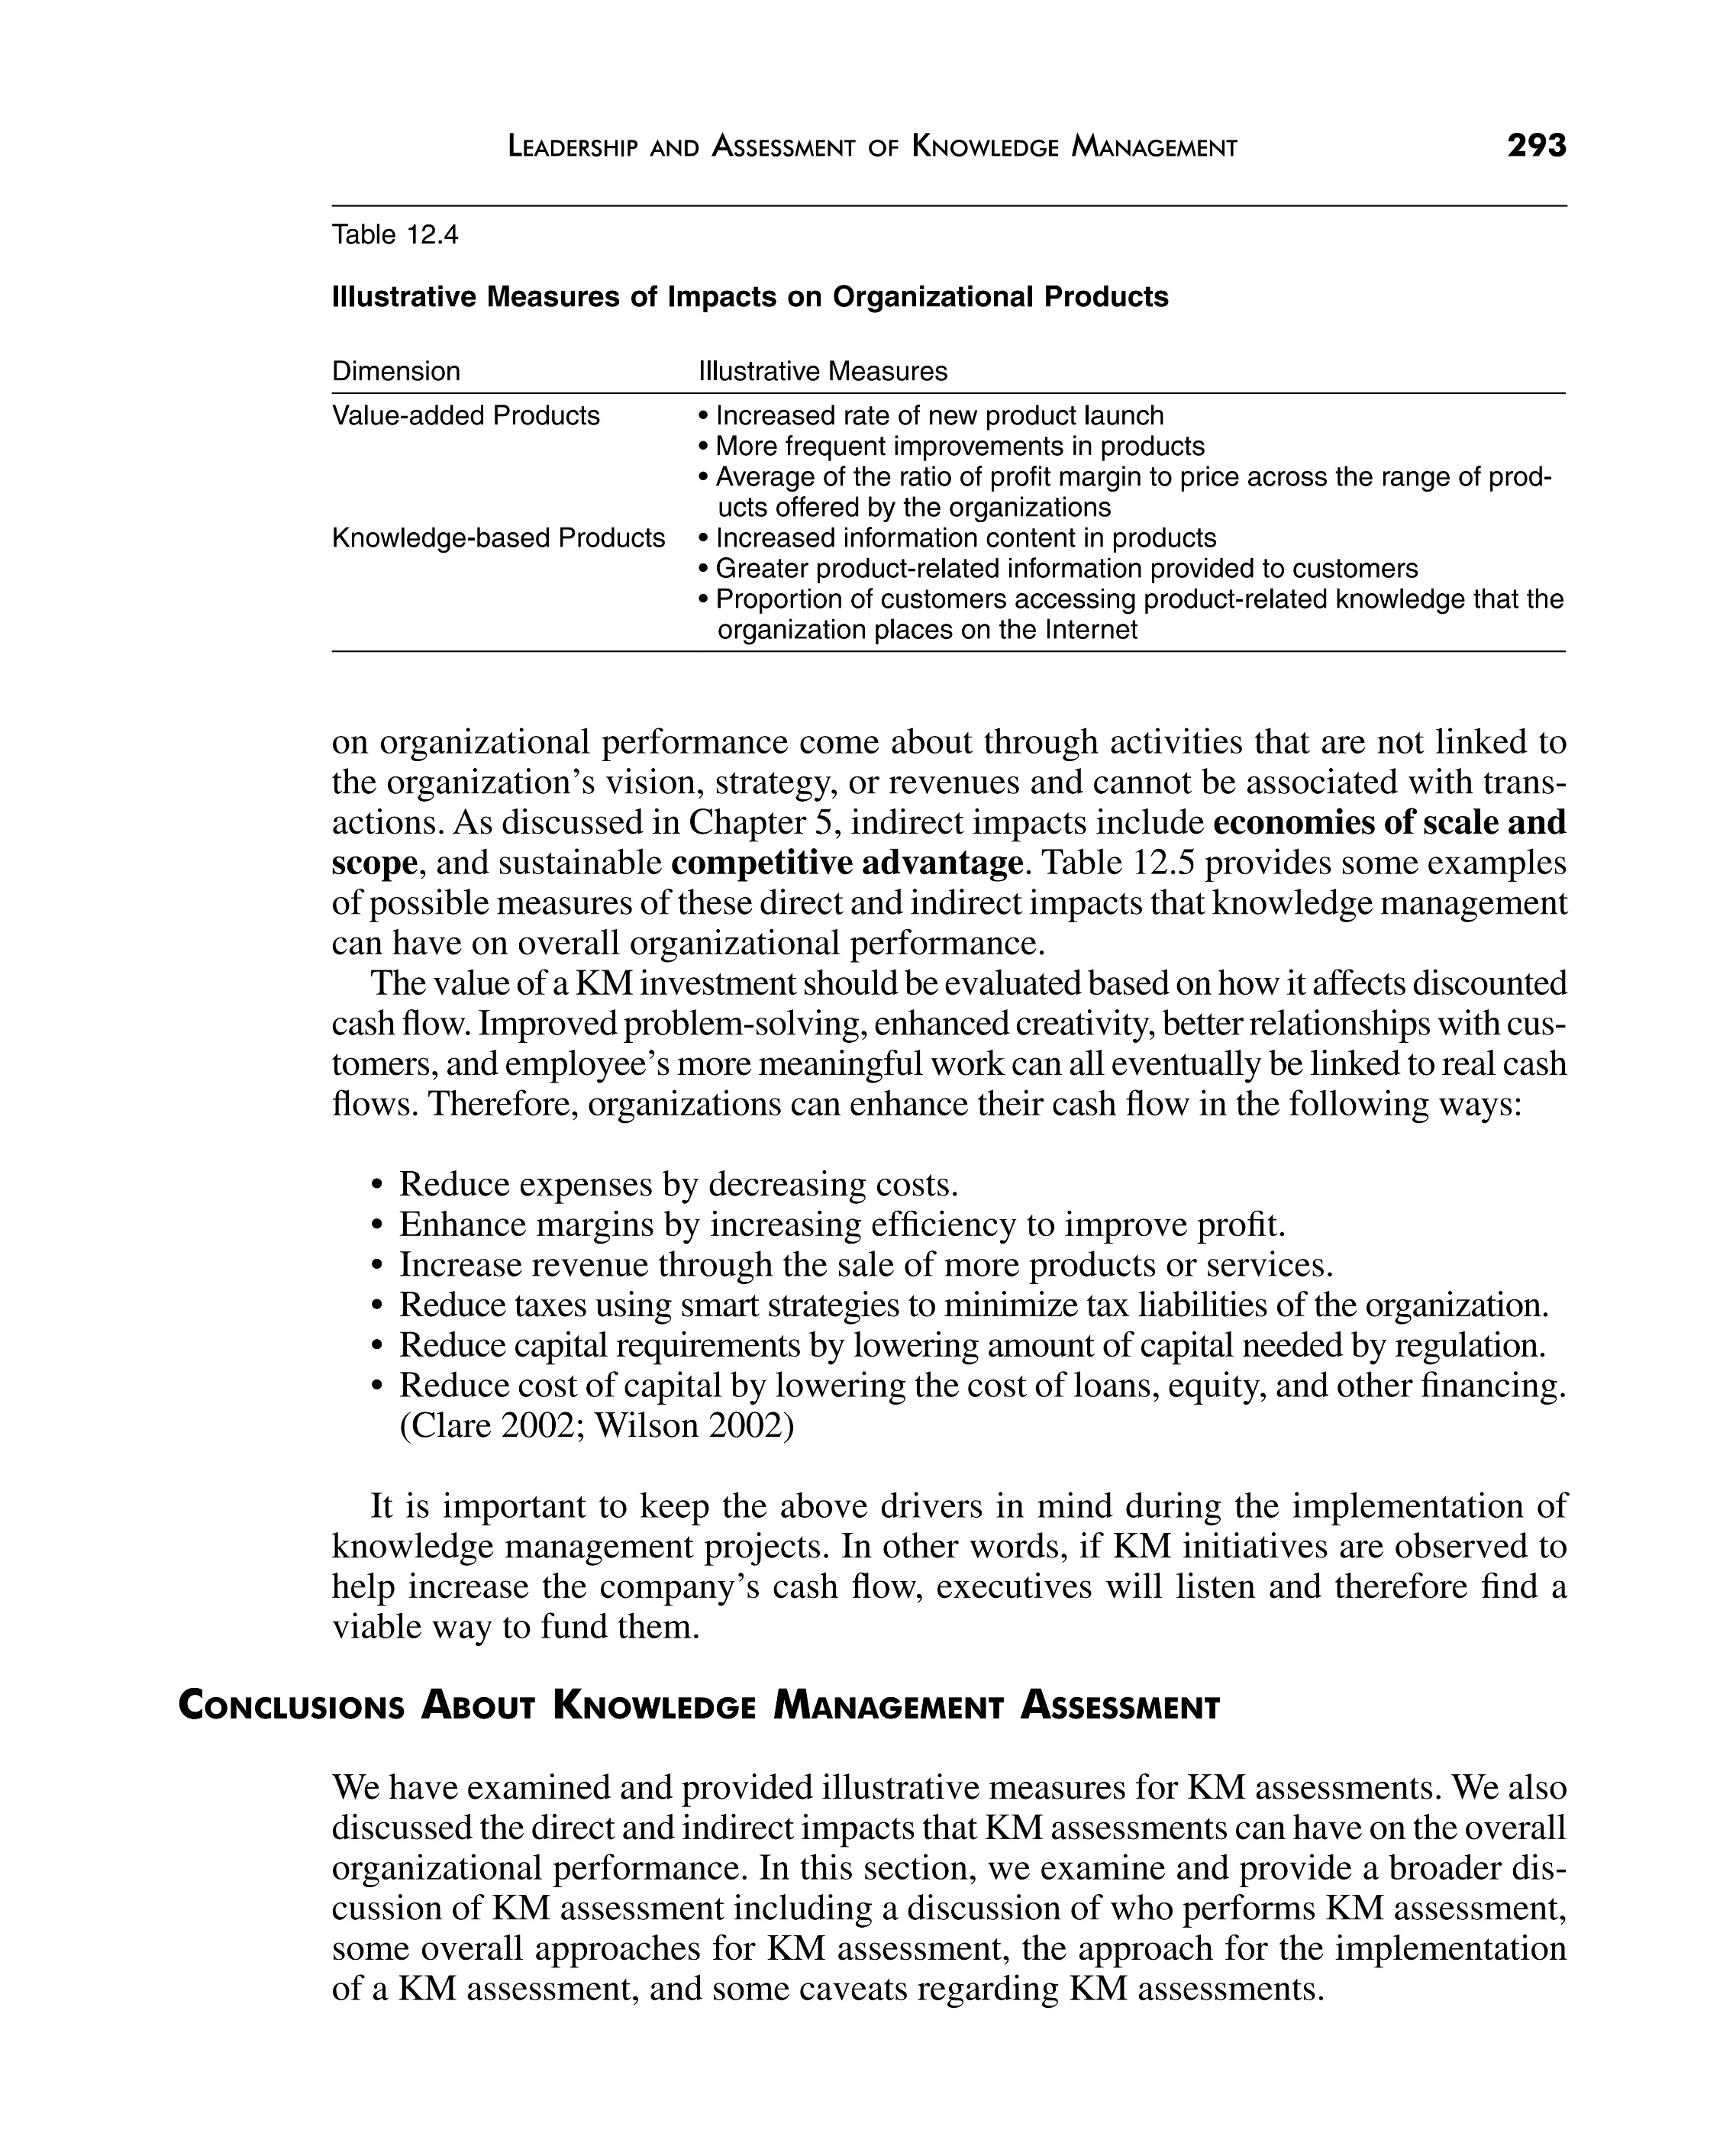 LEADERSHIP AND ASSESSMENT OF KNOWLEDGE MANAGEMENT 293
Table 12.4
Illustrative Measures of Impacts on Organizational Products
Dimension Illustrative Measures
Value-added Products • Increased rate of new product launch
• More frequent improvements in products
• Average of the ratio of profit margin to price across the range of prod-
ucts offered by the organizations
Knowledge-based Products • Increased information content in products
• Greater product-related information provided to customers
• Proportion of customers accessing product-related knowledge that the
organization places on the Internet
on organizational performance come about through activities that are not linked to
the organization’s vision, strategy, or revenues and cannot be associated with trans-
actions. As discussed in Chapter 5, indirect impacts include economies of scale and
scope, and sustainable competitive advantage. Table 12.5 provides some examples
of possible measures of these direct and indirect impacts that knowledge management
can have on overall organizational performance.
The value of a KM investment should be evaluated based on how it affects discounted
cash flow. Improved problem-solving, enhanced creativity, better relationships with cus-
tomers, and employee’s more meaningful work can all eventually be linked to real cash
flows. Therefore, organizations can enhance their cash flow in the following ways:
• Reduce expenses by decreasing costs.
• Enhance margins by increasing efficiency to improve profit.
• Increase revenue through the sale of more products or services.
• Reduce taxes using smart strategies to minimize tax liabilities of the organization.
• Reduce capital requirements by lowering amount of capital needed by regulation.
• Reduce cost of capital by lowering the cost of loans, equity, and other financing.
(Clare 2002; Wilson 2002)
It is important to keep the above drivers in mind during the implementation of
knowledge management projects. In other words, if KM initiatives are observed to
help increase the company’s cash flow, executives will listen and therefore find a
viable way to fund them.
CONCLUSIONS ABOUT KNOWLEDGE MANAGEMENT ASSESSMENT
We have examined and provided illustrative measures for KM assessments. We also
discussed the direct and indirect impacts that KM assessments can have on the overall
organizational performance. In this section, we examine and provide a broader dis-
cussion of KM assessment including a discussion of who performs KM assessment,
some overall approaches for KM assessment, the approach for the implementation
of a KM assessment, and some caveats regarding KM assessments.